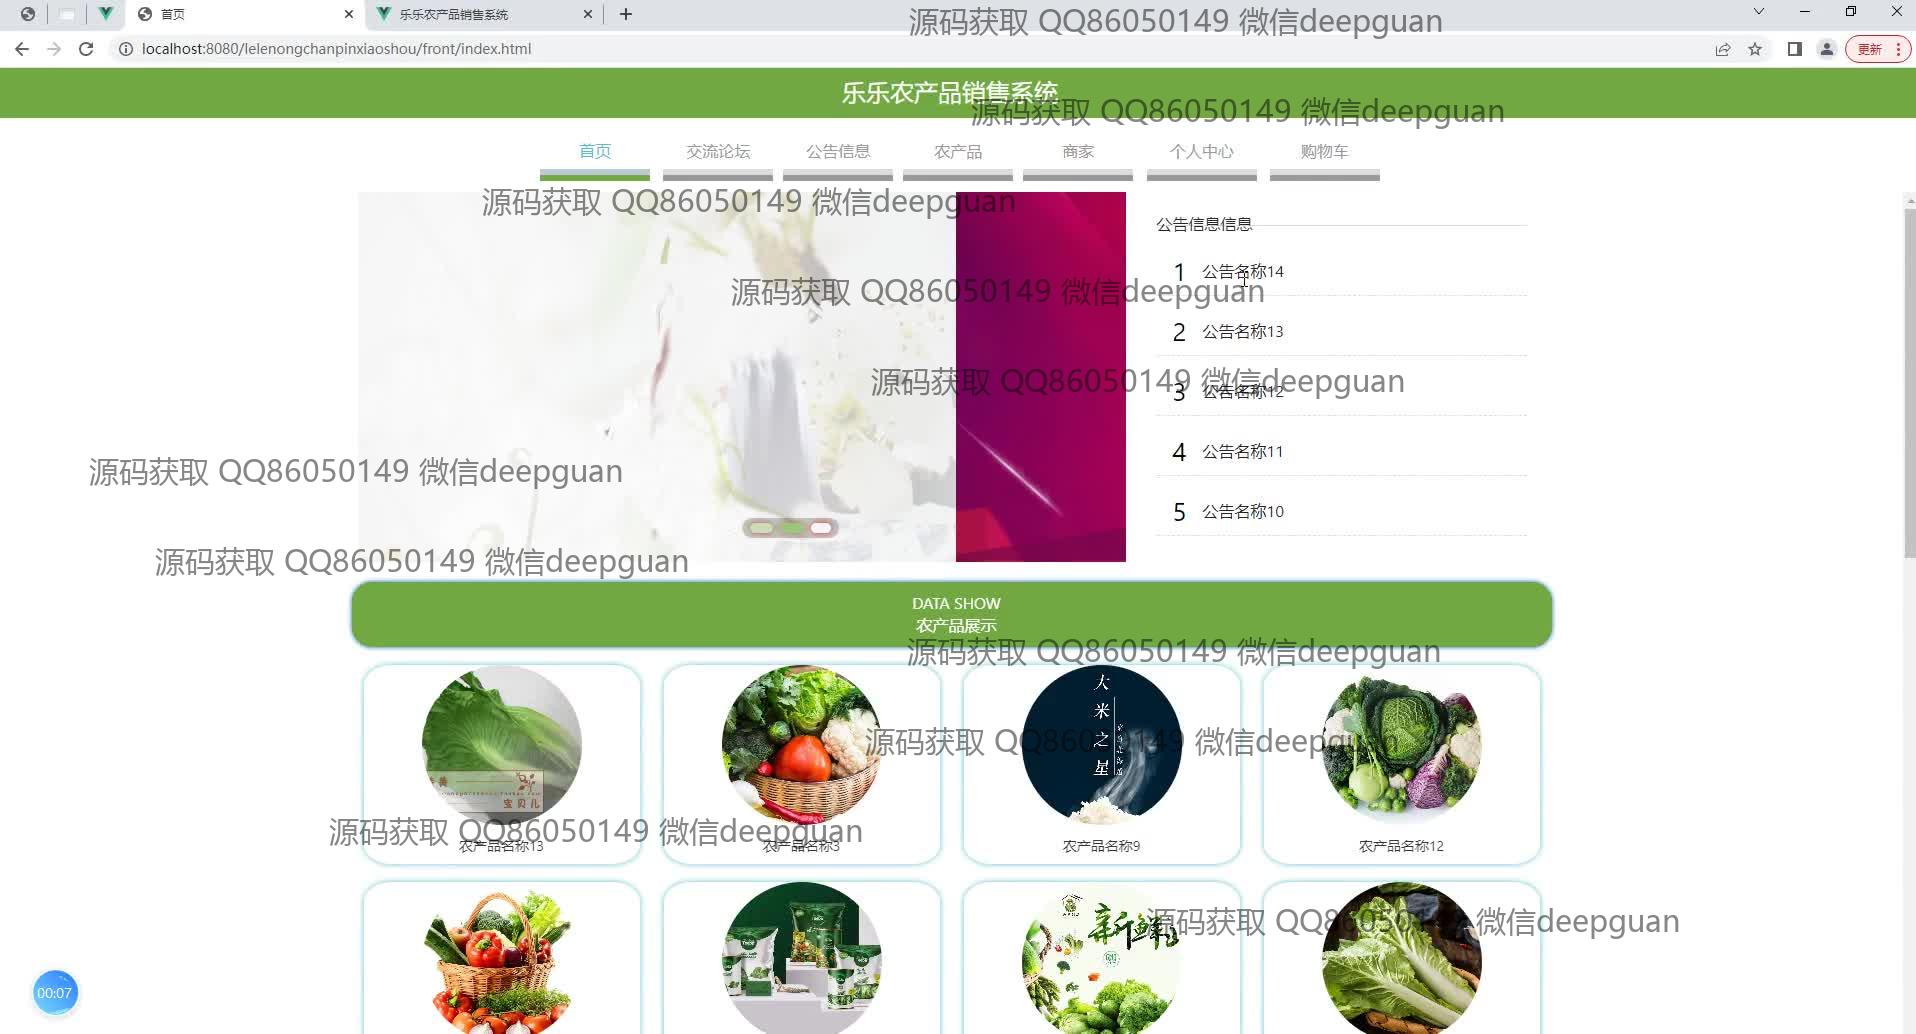 首页
乐乐农产品销售系统
源码获取 QQ86050149 微信deepguan
localhost:8080/lelenongchanpinxiaoshou/front/index.html
更新
乐乐农产品销售系统
源码获取 QQ86050149 微信deepguan
首页
交流论坛
公告信息
农产品
商家
个人中心
购物车
源码获取 QQ86050149 微信deepguan
公告信息信息
1 公告名称14
源码获取 QQ86050149 微信deepguan
2 公告名称13
源码获取 QQ86050149 微信deepguan
3 公告名称12
4 公告名称11
源码获取 QQ86050149 微信deepguan
5 公告名称10
源码获取 QQ86050149 微信deepguan
DATA SHOW
农产品展示
源码获取 QQ86050149 微信deepguan
大米之星
源码获取 QQ86050149 微信deepguan
宝贝儿
源码获取 QQ86050149 微信deepguan
农产品名称13
农产品名称3
农产品名称9
农产品名称12
新鲜
源码获取 QQ86050149 微信deepguan
00:07